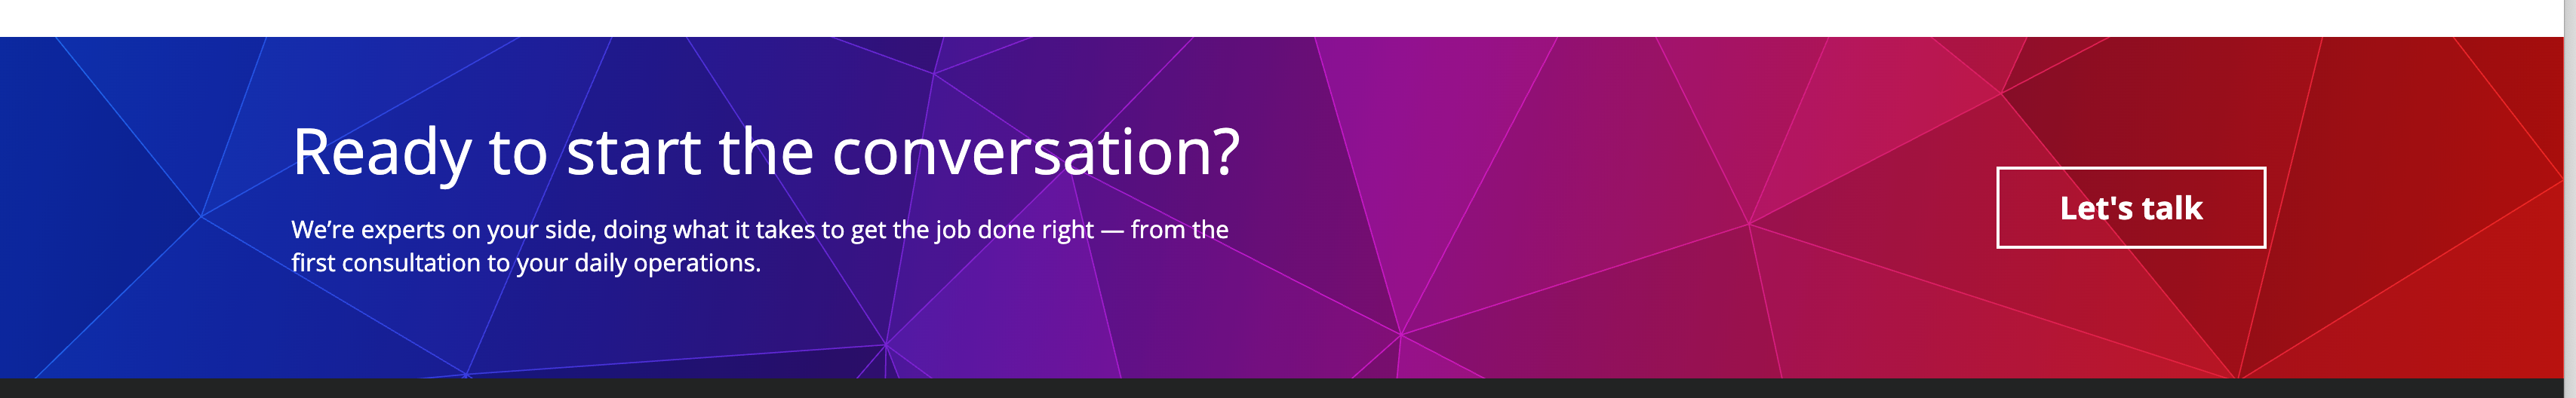 Ready to start the conversation?
We’re experts on your side, doing what it takes to get the job done right — from the
first consultation to your daily operations.
Let's talk